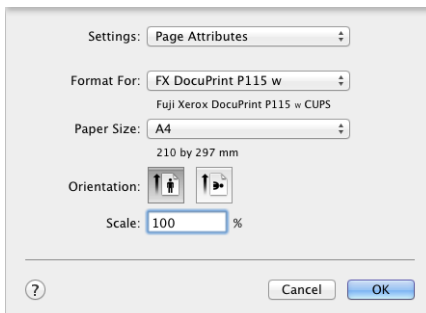 Settings: Page Attributes
Format For: FX DocuPrint P115 w
Fuji Xerox DocuPrint P115 w CUPS
Paper Size: A4
210 by 297 mm
Orientation:
Scale: 100 %
? Cancel OK